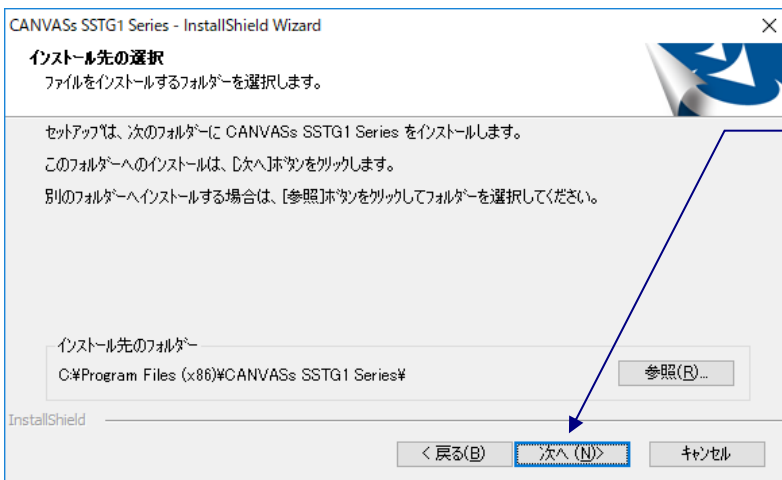 CANVASs SSTG1 Series - InstallShield Wizard
インストール先の選択
ファイルをインストールするフォルダーを選択します。
セットアップは、次のフォルダーに CANVASs SSTG1 Series をインストールします。
このフォルダーへのインストールは、[次へ]ボタンをクリックします。
別のフォルダーへインストールする場合は、[参照]ボタンをクリックしてフォルダーを選択してください。
インストール先のフォルダー
C:¥Program Files (x86)¥CANVASs SSTG1 Series¥
参照(R)...
InstallShield
< 戻る(B)
次へ (N)>
キャンセル